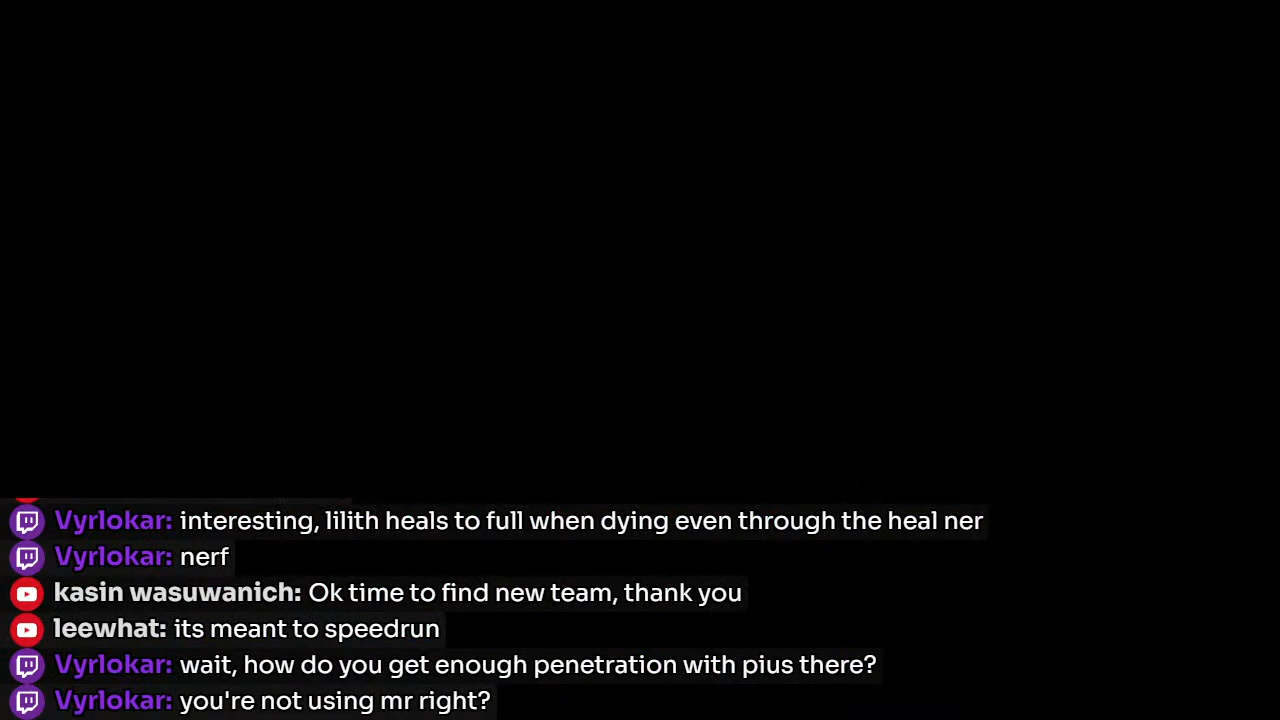 Vyrlokar: interesting, lilith heals to full when dying even through the heal ner
Vyrlokar: nerf
kasin wasuwanich: Ok time to find new team, thank you
leewhat: its meant to speedrun
Vyrlokar: wait, how do you get enough penetration with pius there?
Vyrlokar: you're not using mr right?